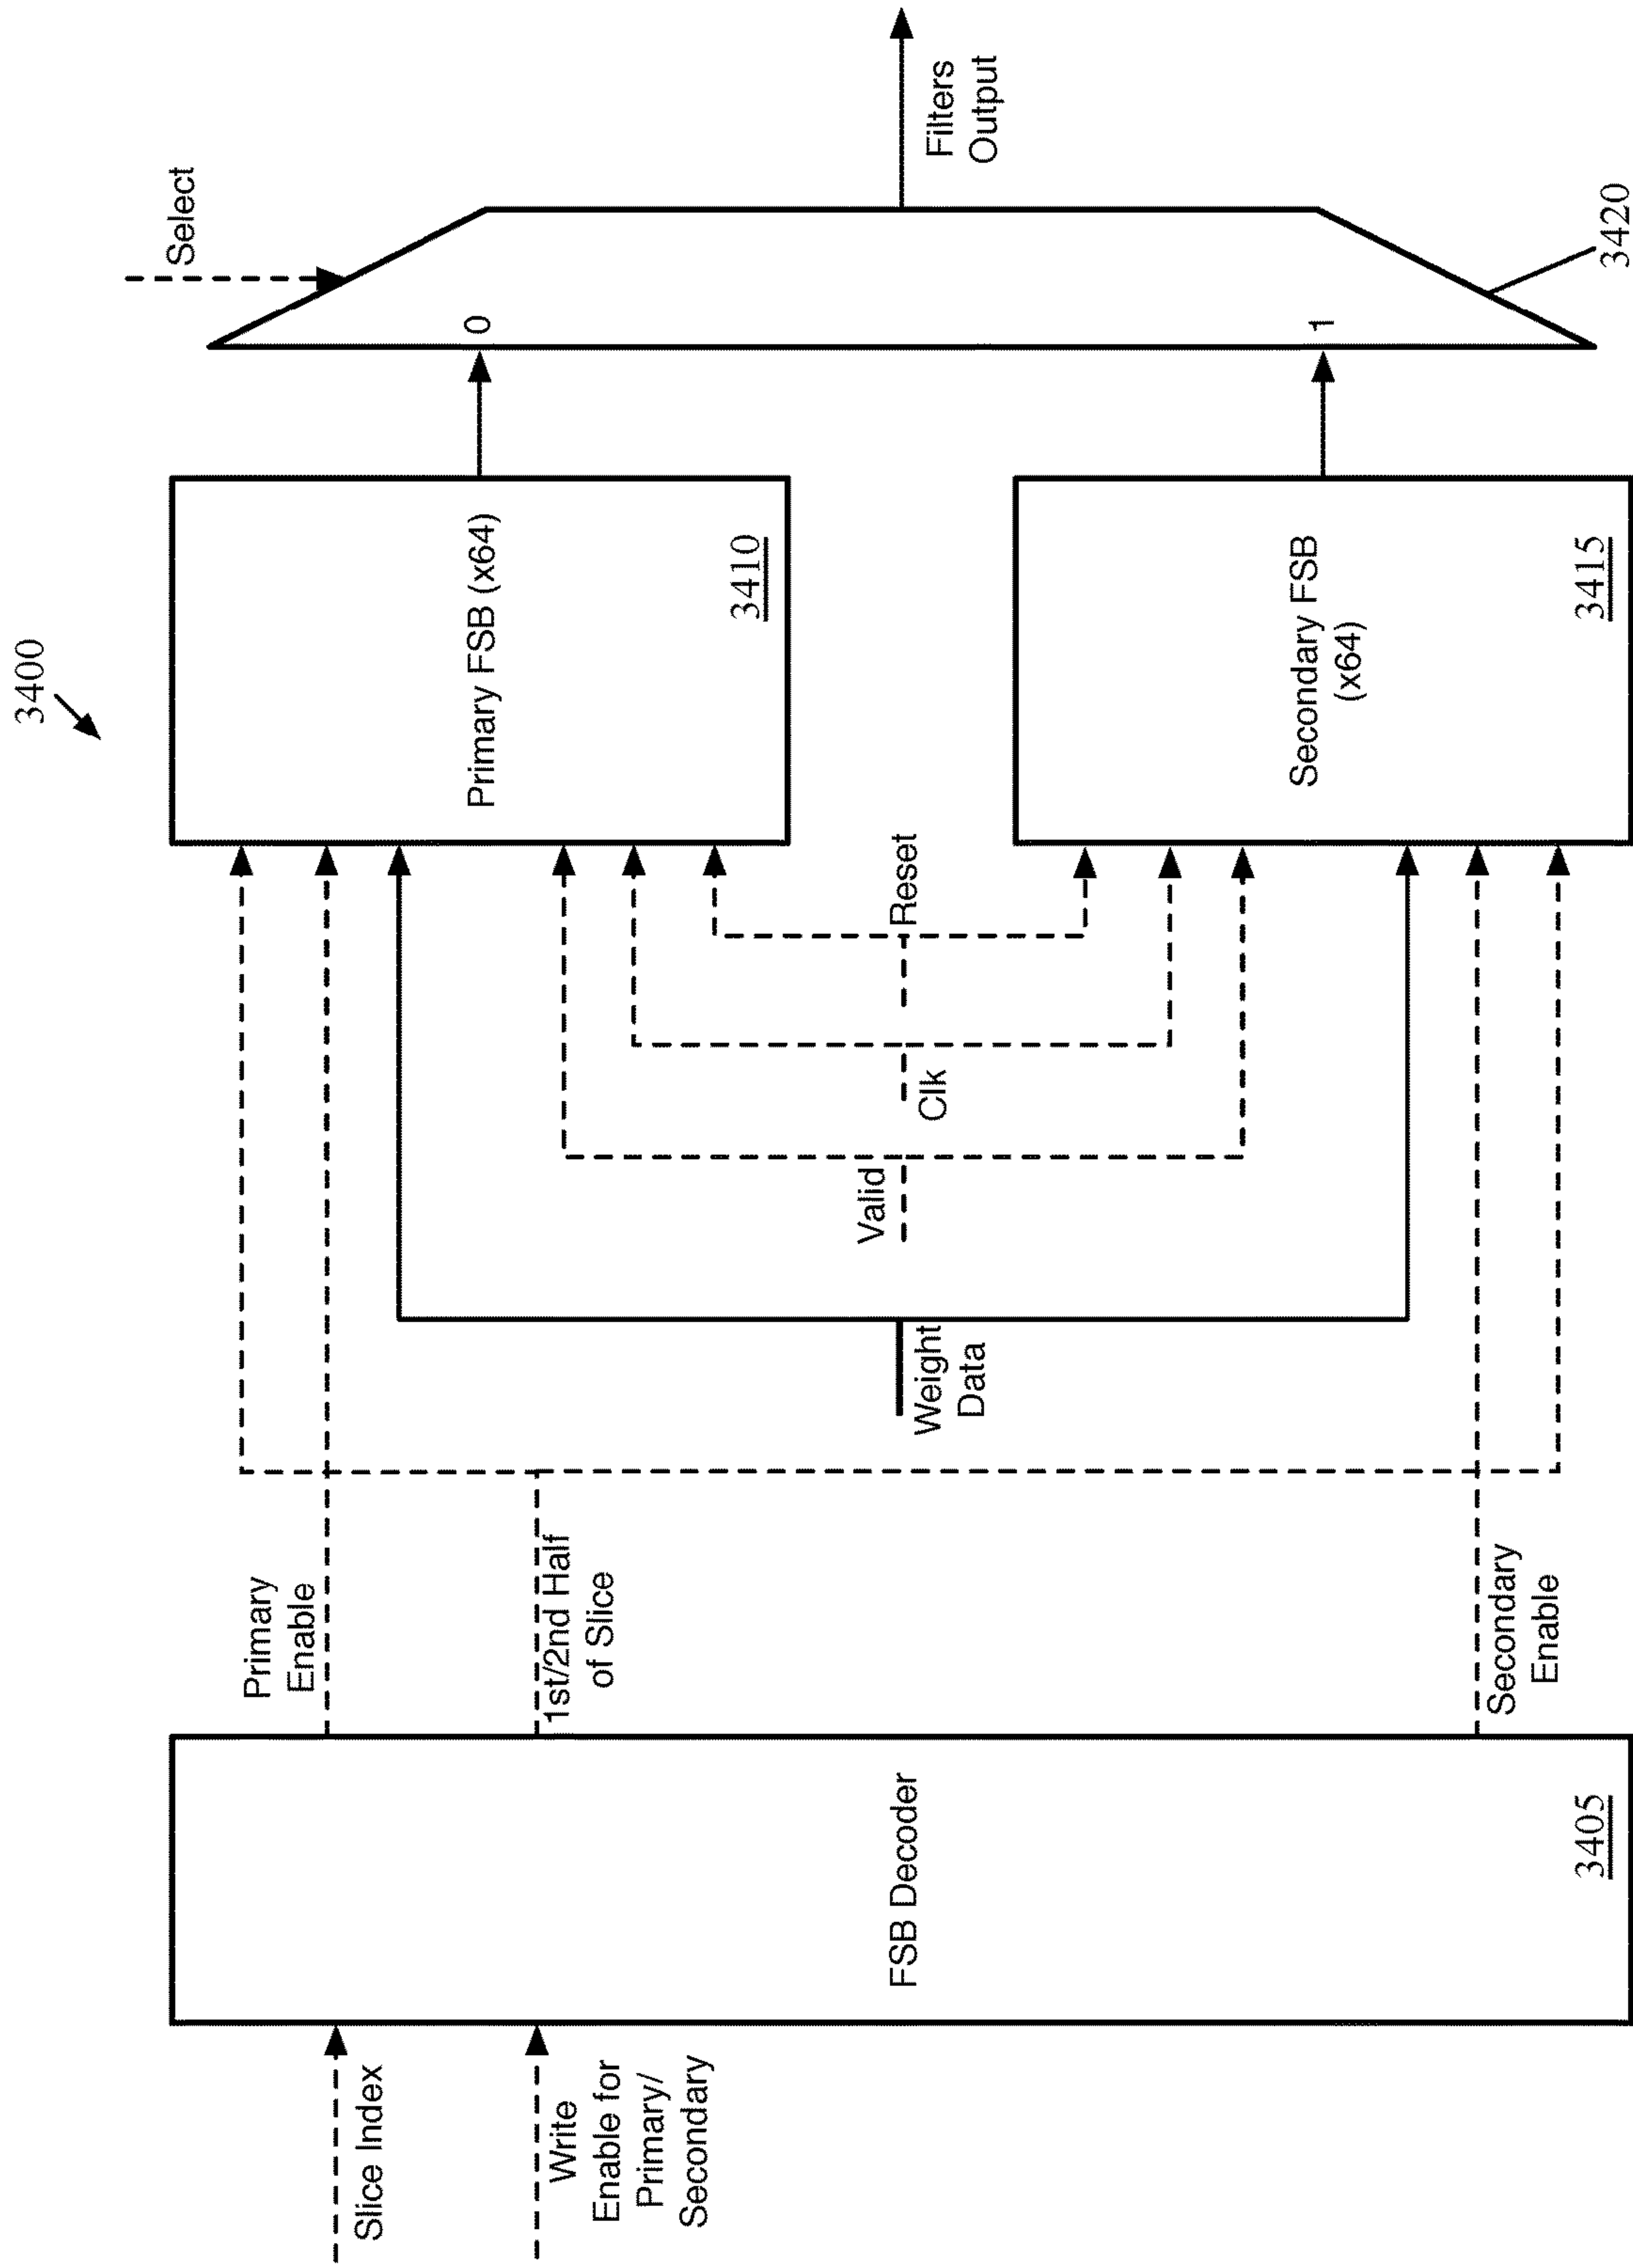 3400
Slice Index
Write
Enable for
Primary/
Secondary
FSB Decoder
3405
Primary
Enable
1st/2nd Half
of Slice
Secondary
Enable
Weight
Data
Valid
Clk
Reset
Primary FSB (x64)
3410
Secondary FSB
(x64)
3415
Select
0
1
3420
Filters
Output